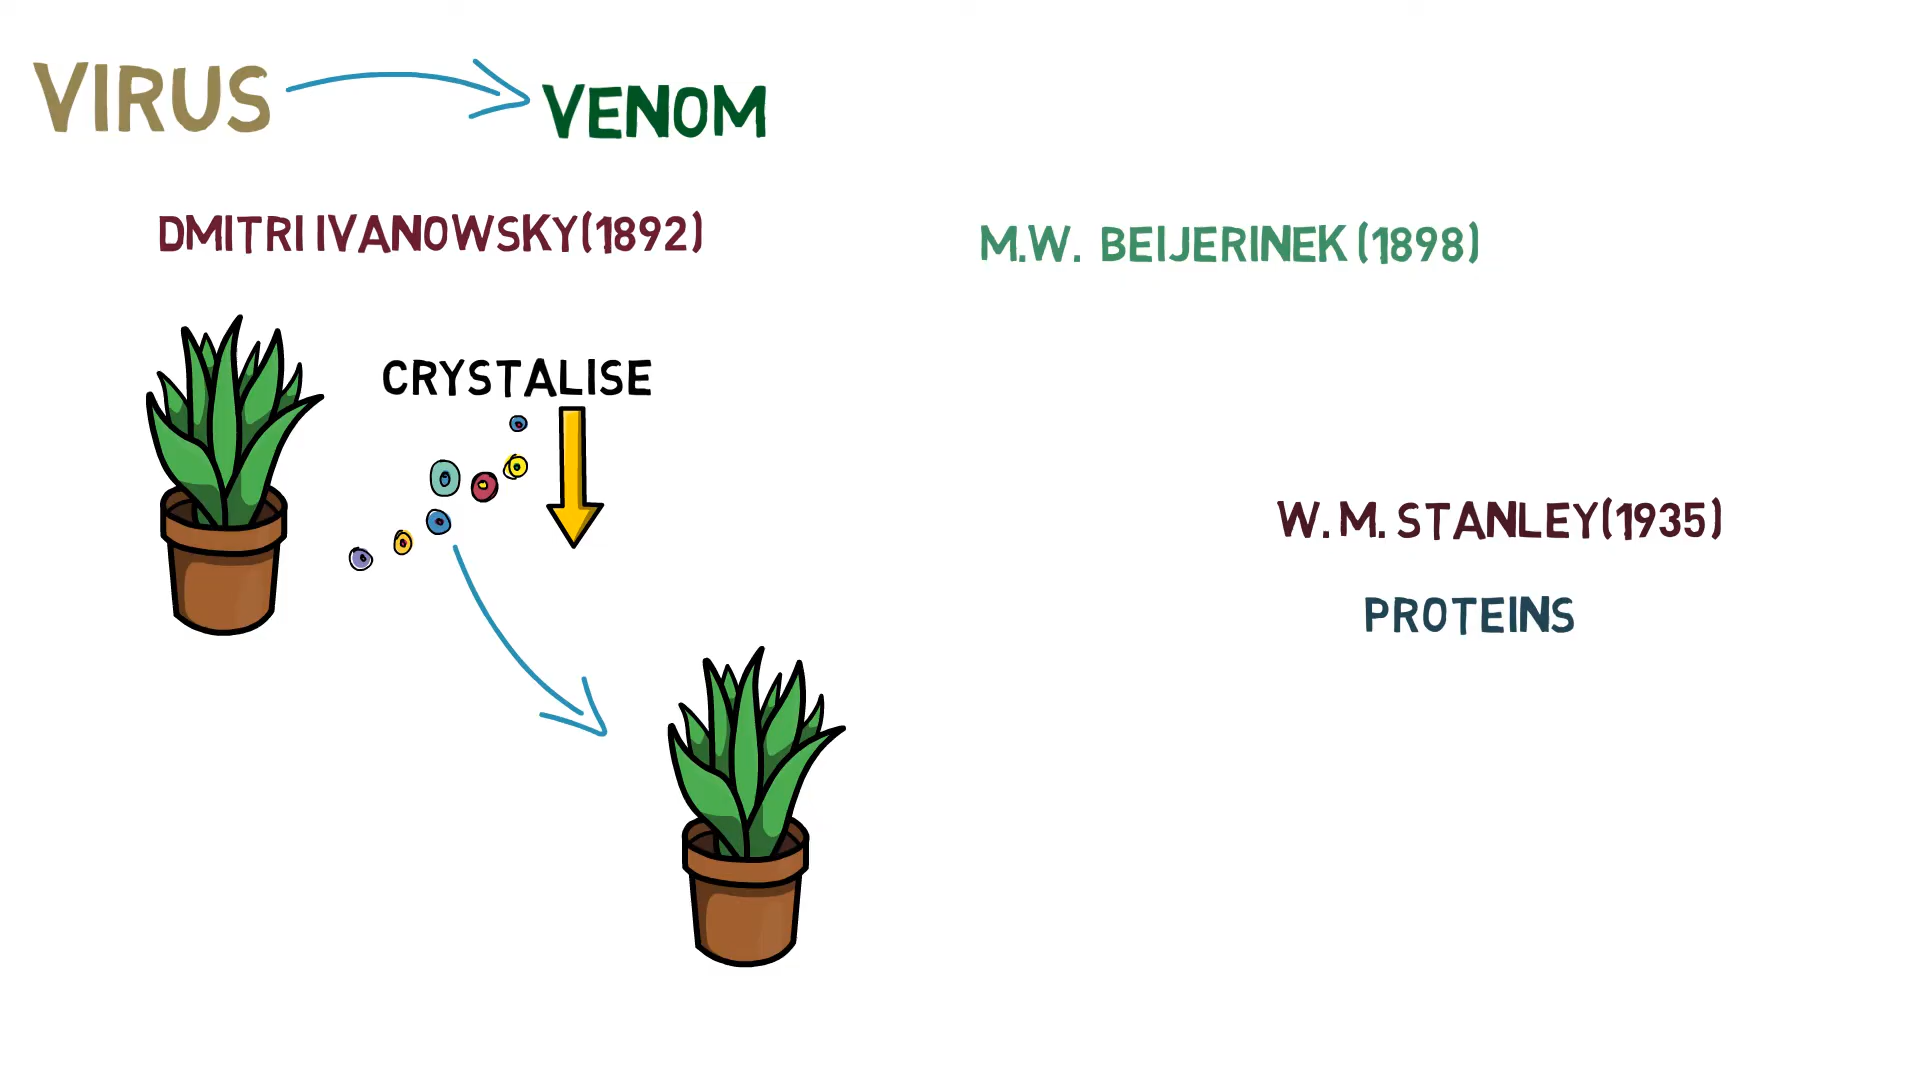 VIRUS
VENOM
DMITRI IVANOWSKY(1892)
M.W. BEIJERINEK (1898)
CRYSTALISE
W. M. STANLEY(1935)
PROTEINS